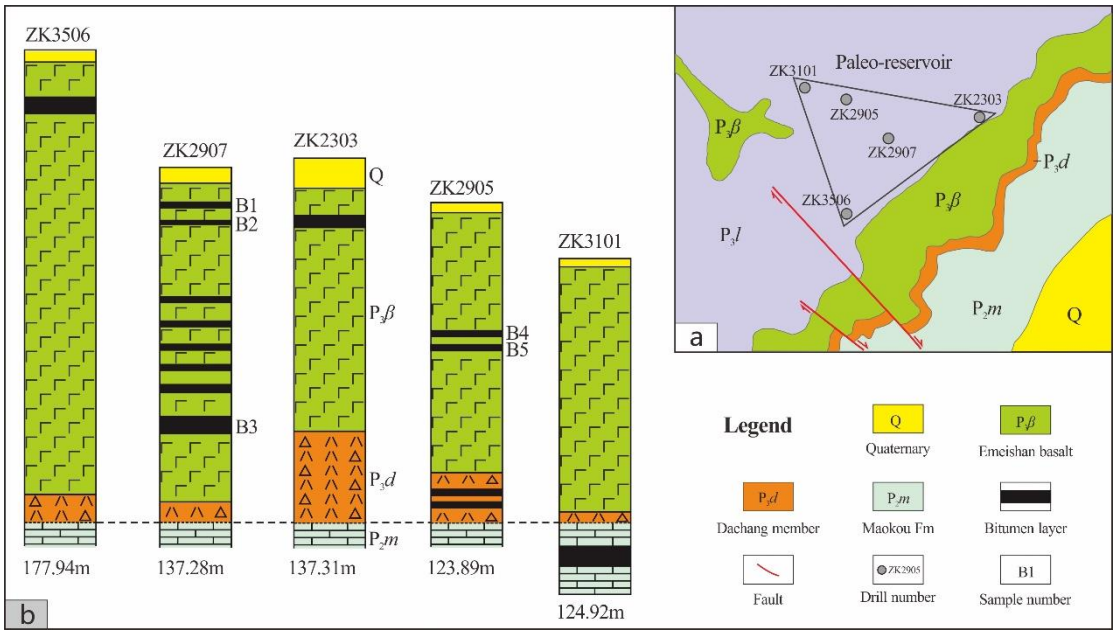 ZK3506
ZK2907
B1
B2
B3
137.28m
177.94m
ZK2303
Q
P₃β
P₃d
P₂m
137.31m
ZK2905
B4
B5
123.89m
ZK3101
124.92m
b
Paleo-reservoir
ZK3101
ZK2905
ZK2303
ZK2907
ZK3506
P₃β
P₃d
P₃β
P₃l
P₂m
Q
a
Legend
Q
Quaternary
P₃β
Emeishan basalt
P₃d
Dachang member
P₂m
Maokou Fm
Bitumen layer
Fault
ZK2905
Drill number
B1
Sample number